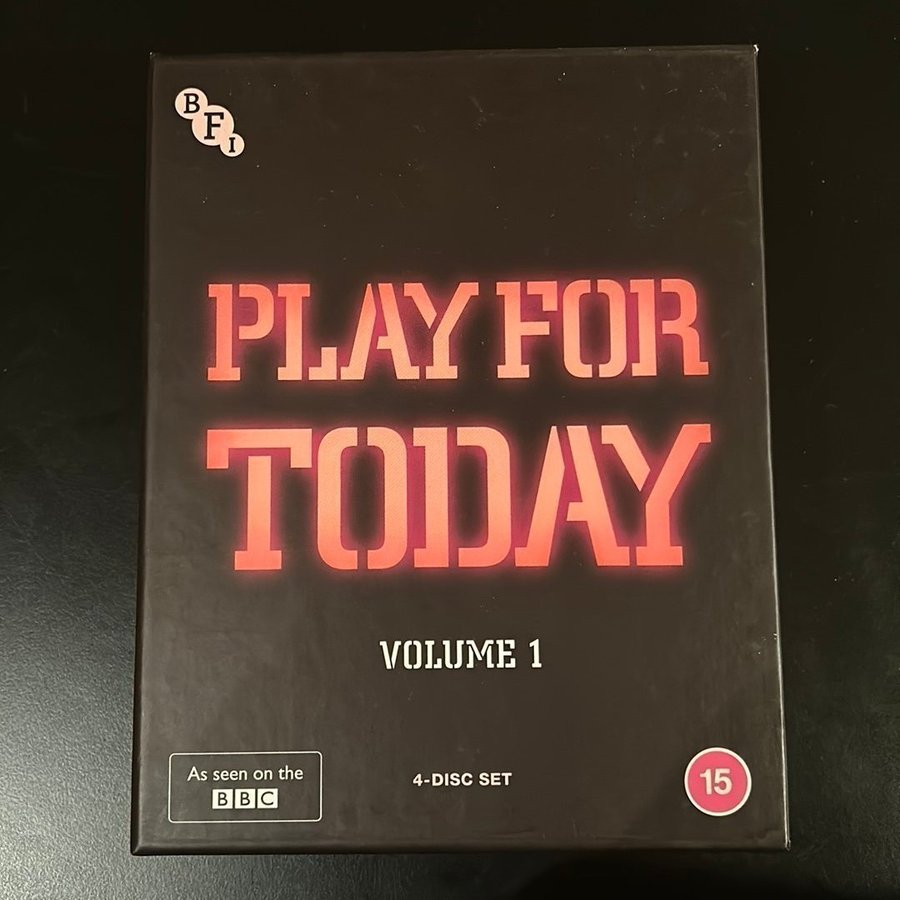 BFI
PLAY FOR
TODAY
VOLUME 1
As seen on the
BBC
4-DISC SET
15